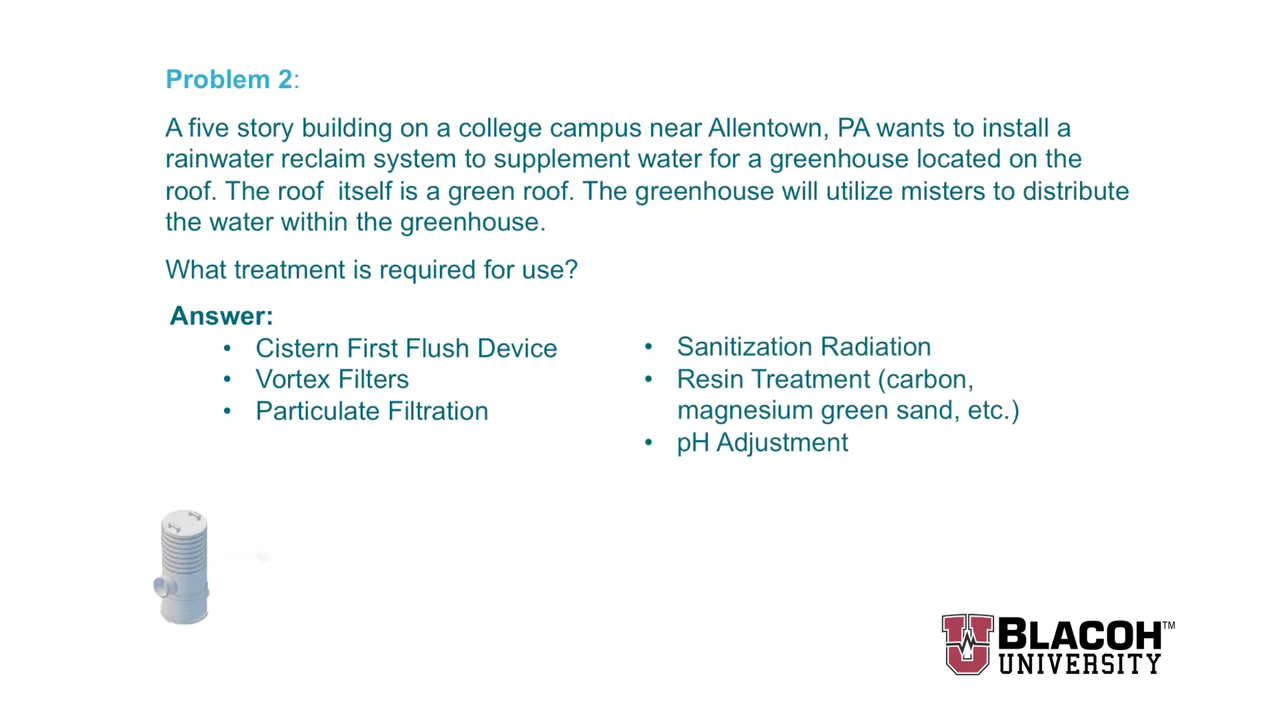 Problem 2:
A five story building on a college campus near Allentown, PA wants to install a
rainwater reclaim system to supplement water for a greenhouse located on the
roof. The roof itself is a green roof. The greenhouse will utilize misters to distribute
the water within the greenhouse.
What treatment is required for use?
Answer:
• Cistern First Flush Device
• Vortex Filters
• Particulate Filtration
• Sanitization Radiation
• Resin Treatment (carbon,
magnesium green sand, etc.)
• pH Adjustment
U BLACOH™
UNIVERSITY